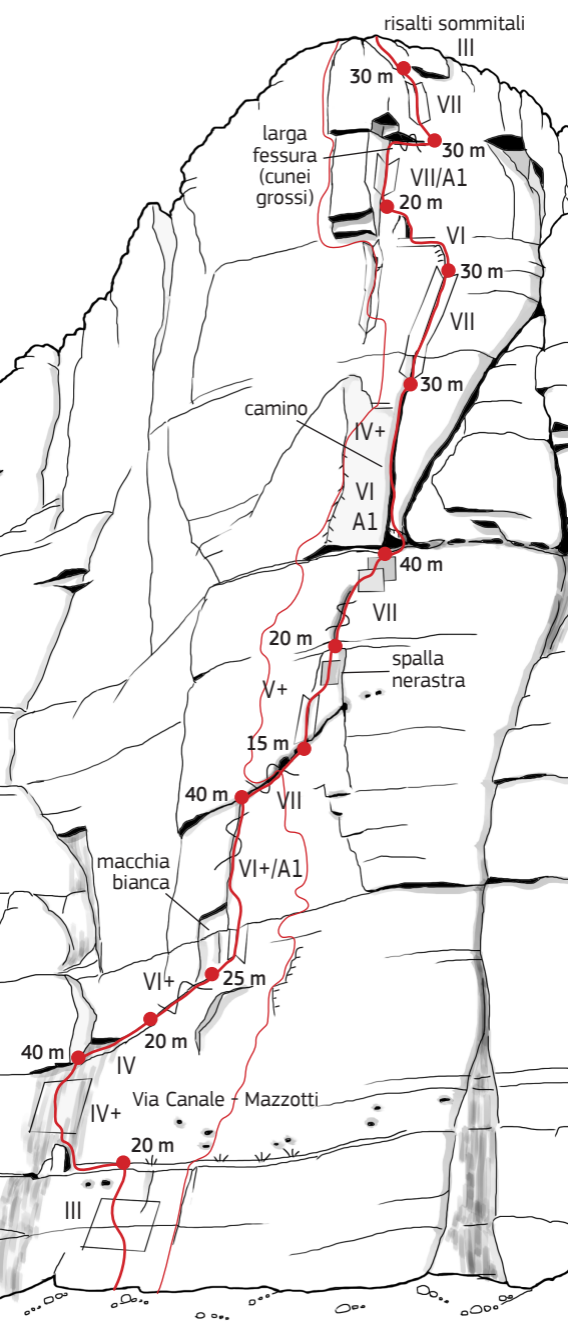 risalti sommitali
III
30 m
VII
larga
fessura
(cunei
grossi)
30 m
VII/A1
20 m
VI
30 m
VII
30 m
camino
IV+
VI
A1
40 m
VII
20 m
spalla
nerastra
V+
15 m
40 m
VII
macchia
bianca
VI+/A1
VI+
25 m
20 m
40 m
IV
IV+
Via Canale - Mazzotti
20 m
III